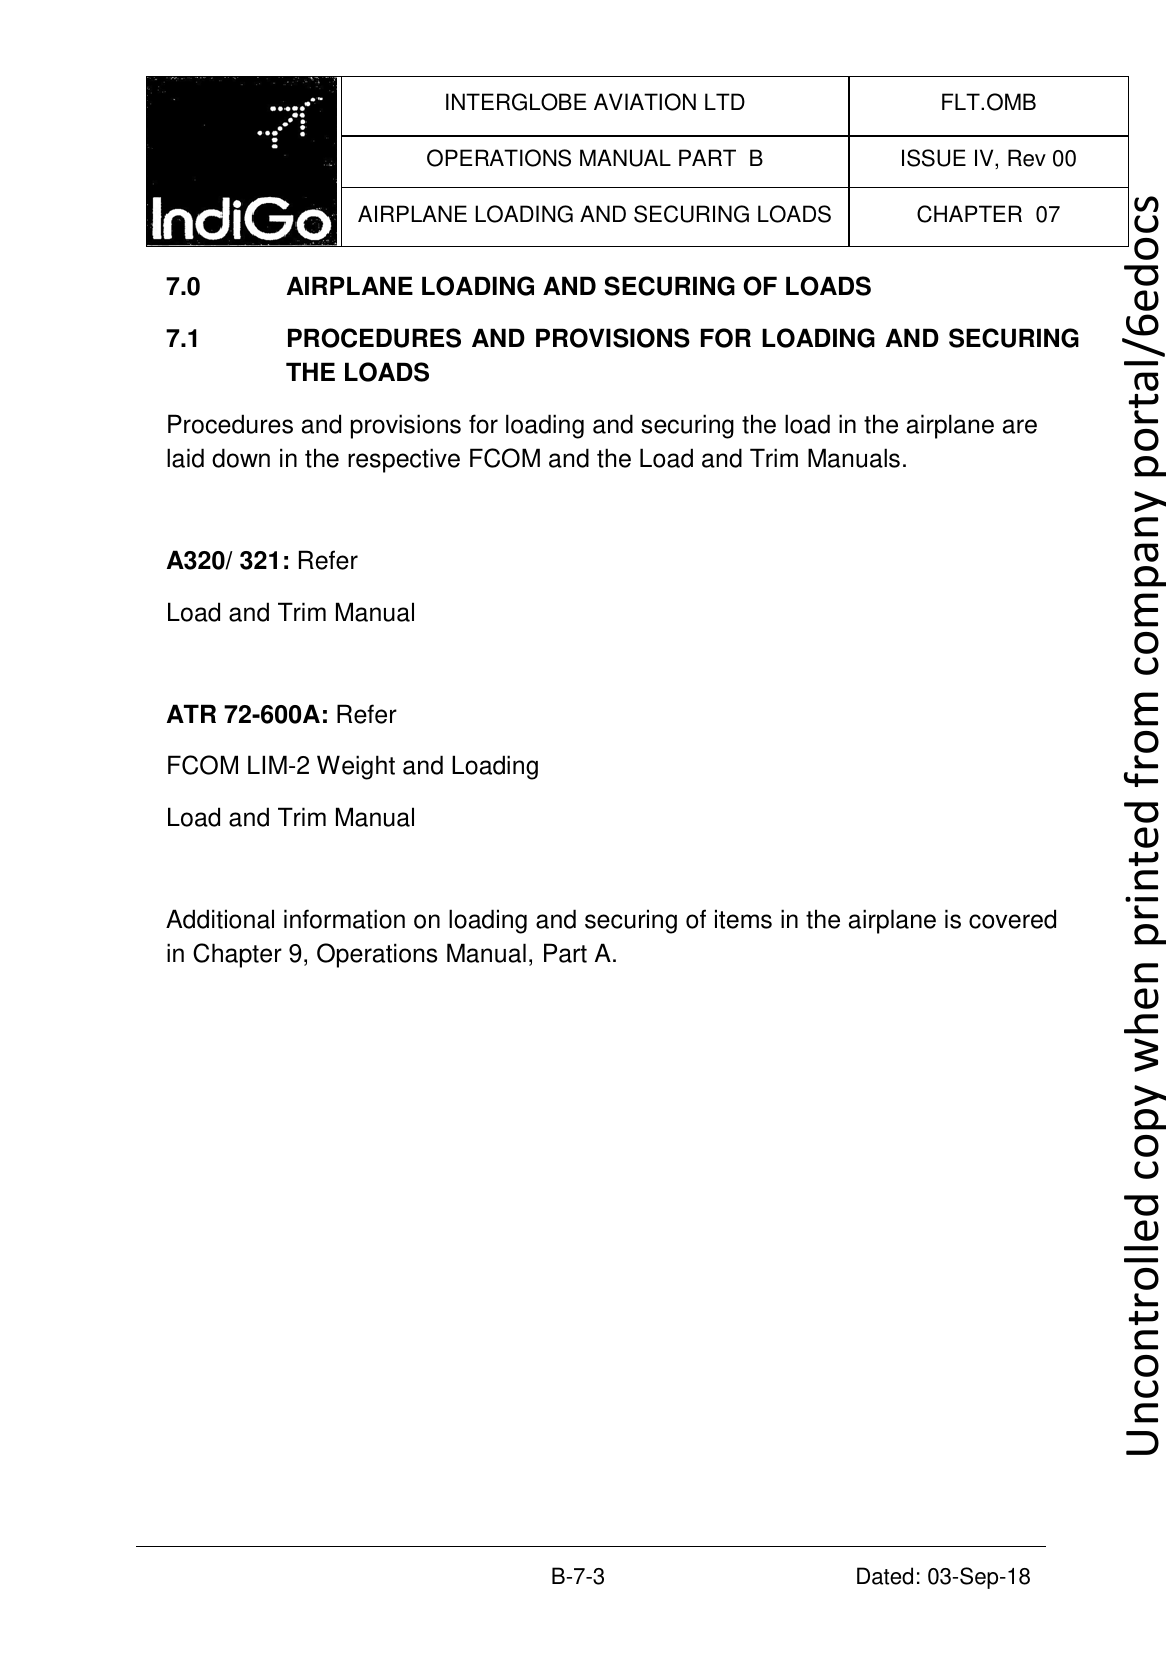 IndiGo
INTERGLOBE AVIATION LTD
FLT.OMB
OPERATIONS MANUAL PART B
ISSUE IV, Rev 00
AIRPLANE LOADING AND SECURING LOADS
CHAPTER 07
7.0 AIRPLANE LOADING AND SECURING OF LOADS
7.1 PROCEDURES AND PROVISIONS FOR LOADING AND SECURING
THE LOADS
Procedures and provisions for loading and securing the load in the airplane are
laid down in the respective FCOM and the Load and Trim Manuals.
A320/ 321: Refer
Load and Trim Manual
ATR 72-600A: Refer
FCOM LIM-2 Weight and Loading
Load and Trim Manual
Additional information on loading and securing of items in the airplane is covered
in Chapter 9, Operations Manual, Part A.
B-7-3
Dated: 03-Sep-18
Uncontrolled copy when printed from company portal/6edocs